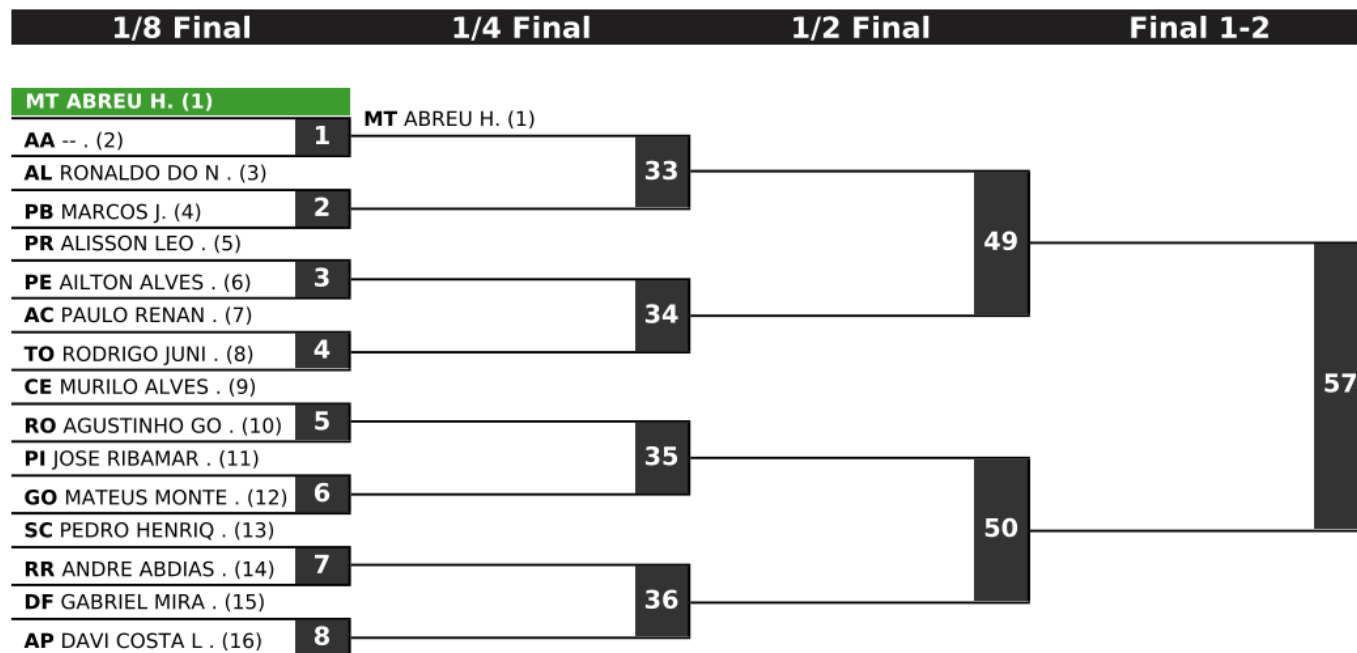 1/8 Final 1/4 Final 1/2 Final Final 1-2
MT ABREU H. (1)
MT ABREU H. (1)
AA -- . (2) 1
AL RONALDO DO N . (3)
33
PB MARCOS J. (4) 2
PR ALISSON LEO . (5)
49
PE AILTON ALVES . (6) 3
AC PAULO RENAN . (7)
34
TO RODRIGO JUNI . (8) 4
CE MURILO ALVES . (9)
57
RO AGUSTINHO GO . (10) 5
PI JOSE RIBAMAR . (11)
35
GO MATEUS MONTE . (12) 6
SC PEDRO HENRIQ . (13)
50
RR ANDRE ABDIAS . (14) 7
DF GABRIEL MIRA . (15)
36
AP DAVI COSTA L . (16) 8